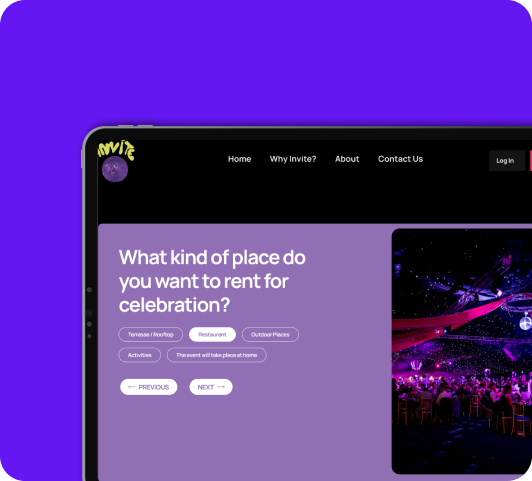 INVITE
Home Why Invite? About Contact Us Log In
What kind of place do
you want to rent for
celebration?
Terrasse / Rooftop Restaurant Outdoor Places
Activities The event will take place at home
← PREVIOUS NEXT →